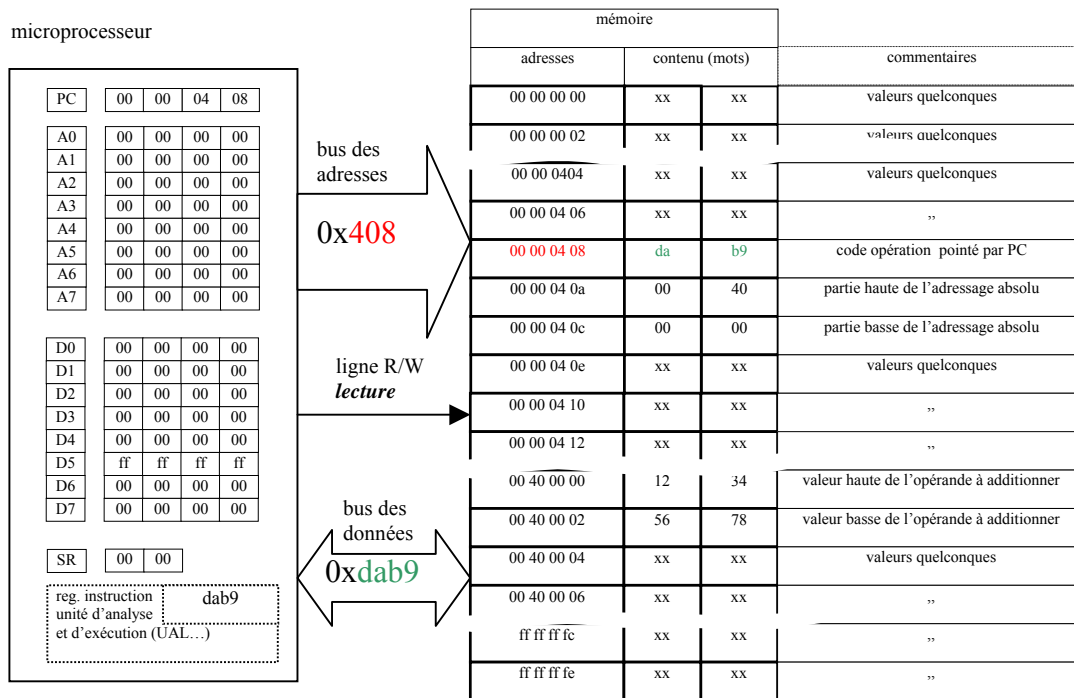 microprocesseur
PC 00 00 04 08
A0 00 00 00 00
A1 00 00 00 00
A2 00 00 00 00
A3 00 00 00 00
A4 00 00 00 00
A5 00 00 00 00
A6 00 00 00 00
A7 00 00 00 00
D0 00 00 00 00
D1 00 00 00 00
D2 00 00 00 00
D3 00 00 00 00
D4 00 00 00 00
D5 ff ff ff ff
D6 00 00 00 00
D7 00 00 00 00
SR 00 00
reg. instruction dab9
unité d’analyse
et d’exécution (UAL…)
bus des
adresses
0x408
ligne R/W
lecture
bus des
données
0xdab9
mémoire
adresses contenu (mots) commentaires
00 00 00 00 xx xx valeurs quelconques
00 00 00 02 xx xx valeurs quelconques
00 00 0404 xx xx valeurs quelconques
00 00 04 06 xx xx ,,
00 00 04 08 da b9 code opération pointé par PC
00 00 04 0a 00 40 partie haute de l’adressage absolu
00 00 04 0c 00 00 partie basse de l’adressage absolu
00 00 04 0e xx xx valeurs quelconques
00 00 04 10 xx xx ,,
00 00 04 12 xx xx ,,
00 40 00 00 12 34 valeur haute de l’opérande à additionner
00 40 00 02 56 78 valeur basse de l’opérande à additionner
00 40 00 04 xx xx valeurs quelconques
00 40 00 06 xx xx ,,
ff ff ff fc xx xx ,,
ff ff ff fe xx xx ,,